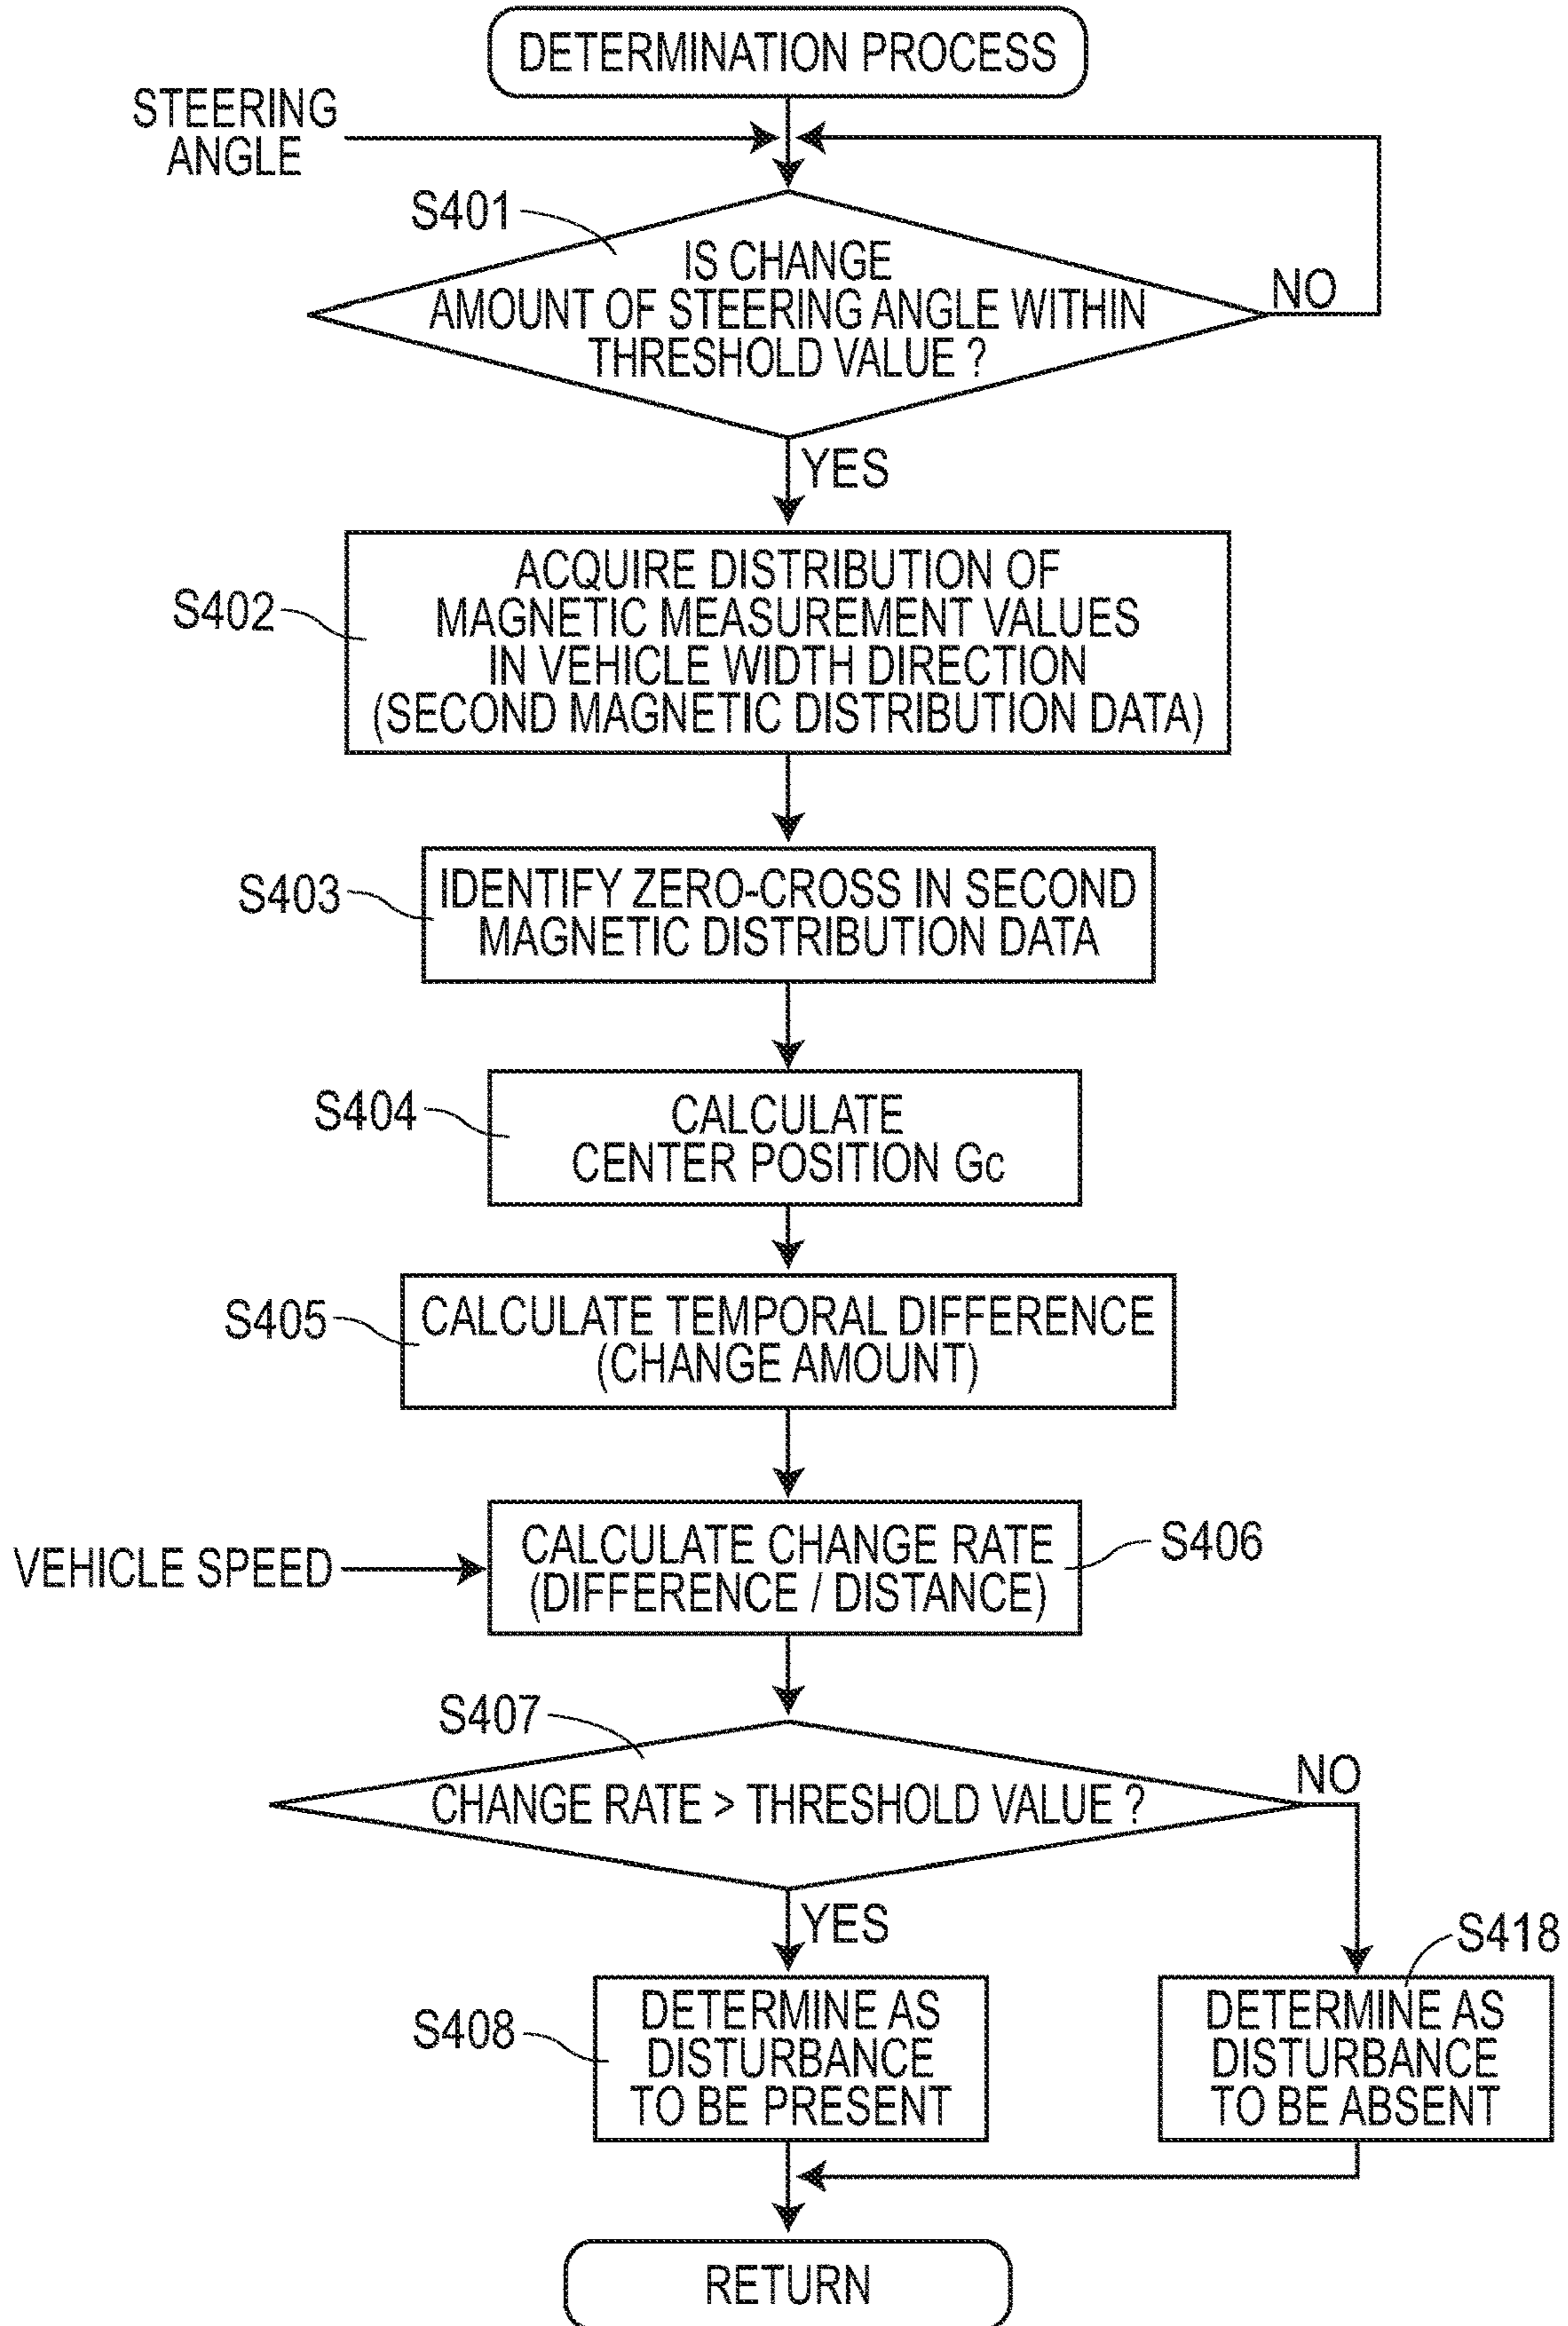 DETERMINATION PROCESS
STEERING
ANGLE
S401
IS CHANGE
AMOUNT OF STEERING ANGLE WITHIN
THRESHOLD VALUE ?
NO
YES
S402
ACQUIRE DISTRIBUTION OF
MAGNETIC MEASUREMENT VALUES
IN VEHICLE WIDTH DIRECTION
(SECOND MAGNETIC DISTRIBUTION DATA)
S403
IDENTIFY ZERO-CROSS IN SECOND
MAGNETIC DISTRIBUTION DATA
S404
CALCULATE
CENTER POSITION Gc
S405
CALCULATE TEMPORAL DIFFERENCE
(CHANGE AMOUNT)
VEHICLE SPEED
CALCULATE CHANGE RATE
(DIFFERENCE / DISTANCE)
S406
S407
CHANGE RATE > THRESHOLD VALUE ?
NO
YES
S408
DETERMINE AS
DISTURBANCE
TO BE PRESENT
S418
DETERMINE AS
DISTURBANCE
TO BE ABSENT
RETURN